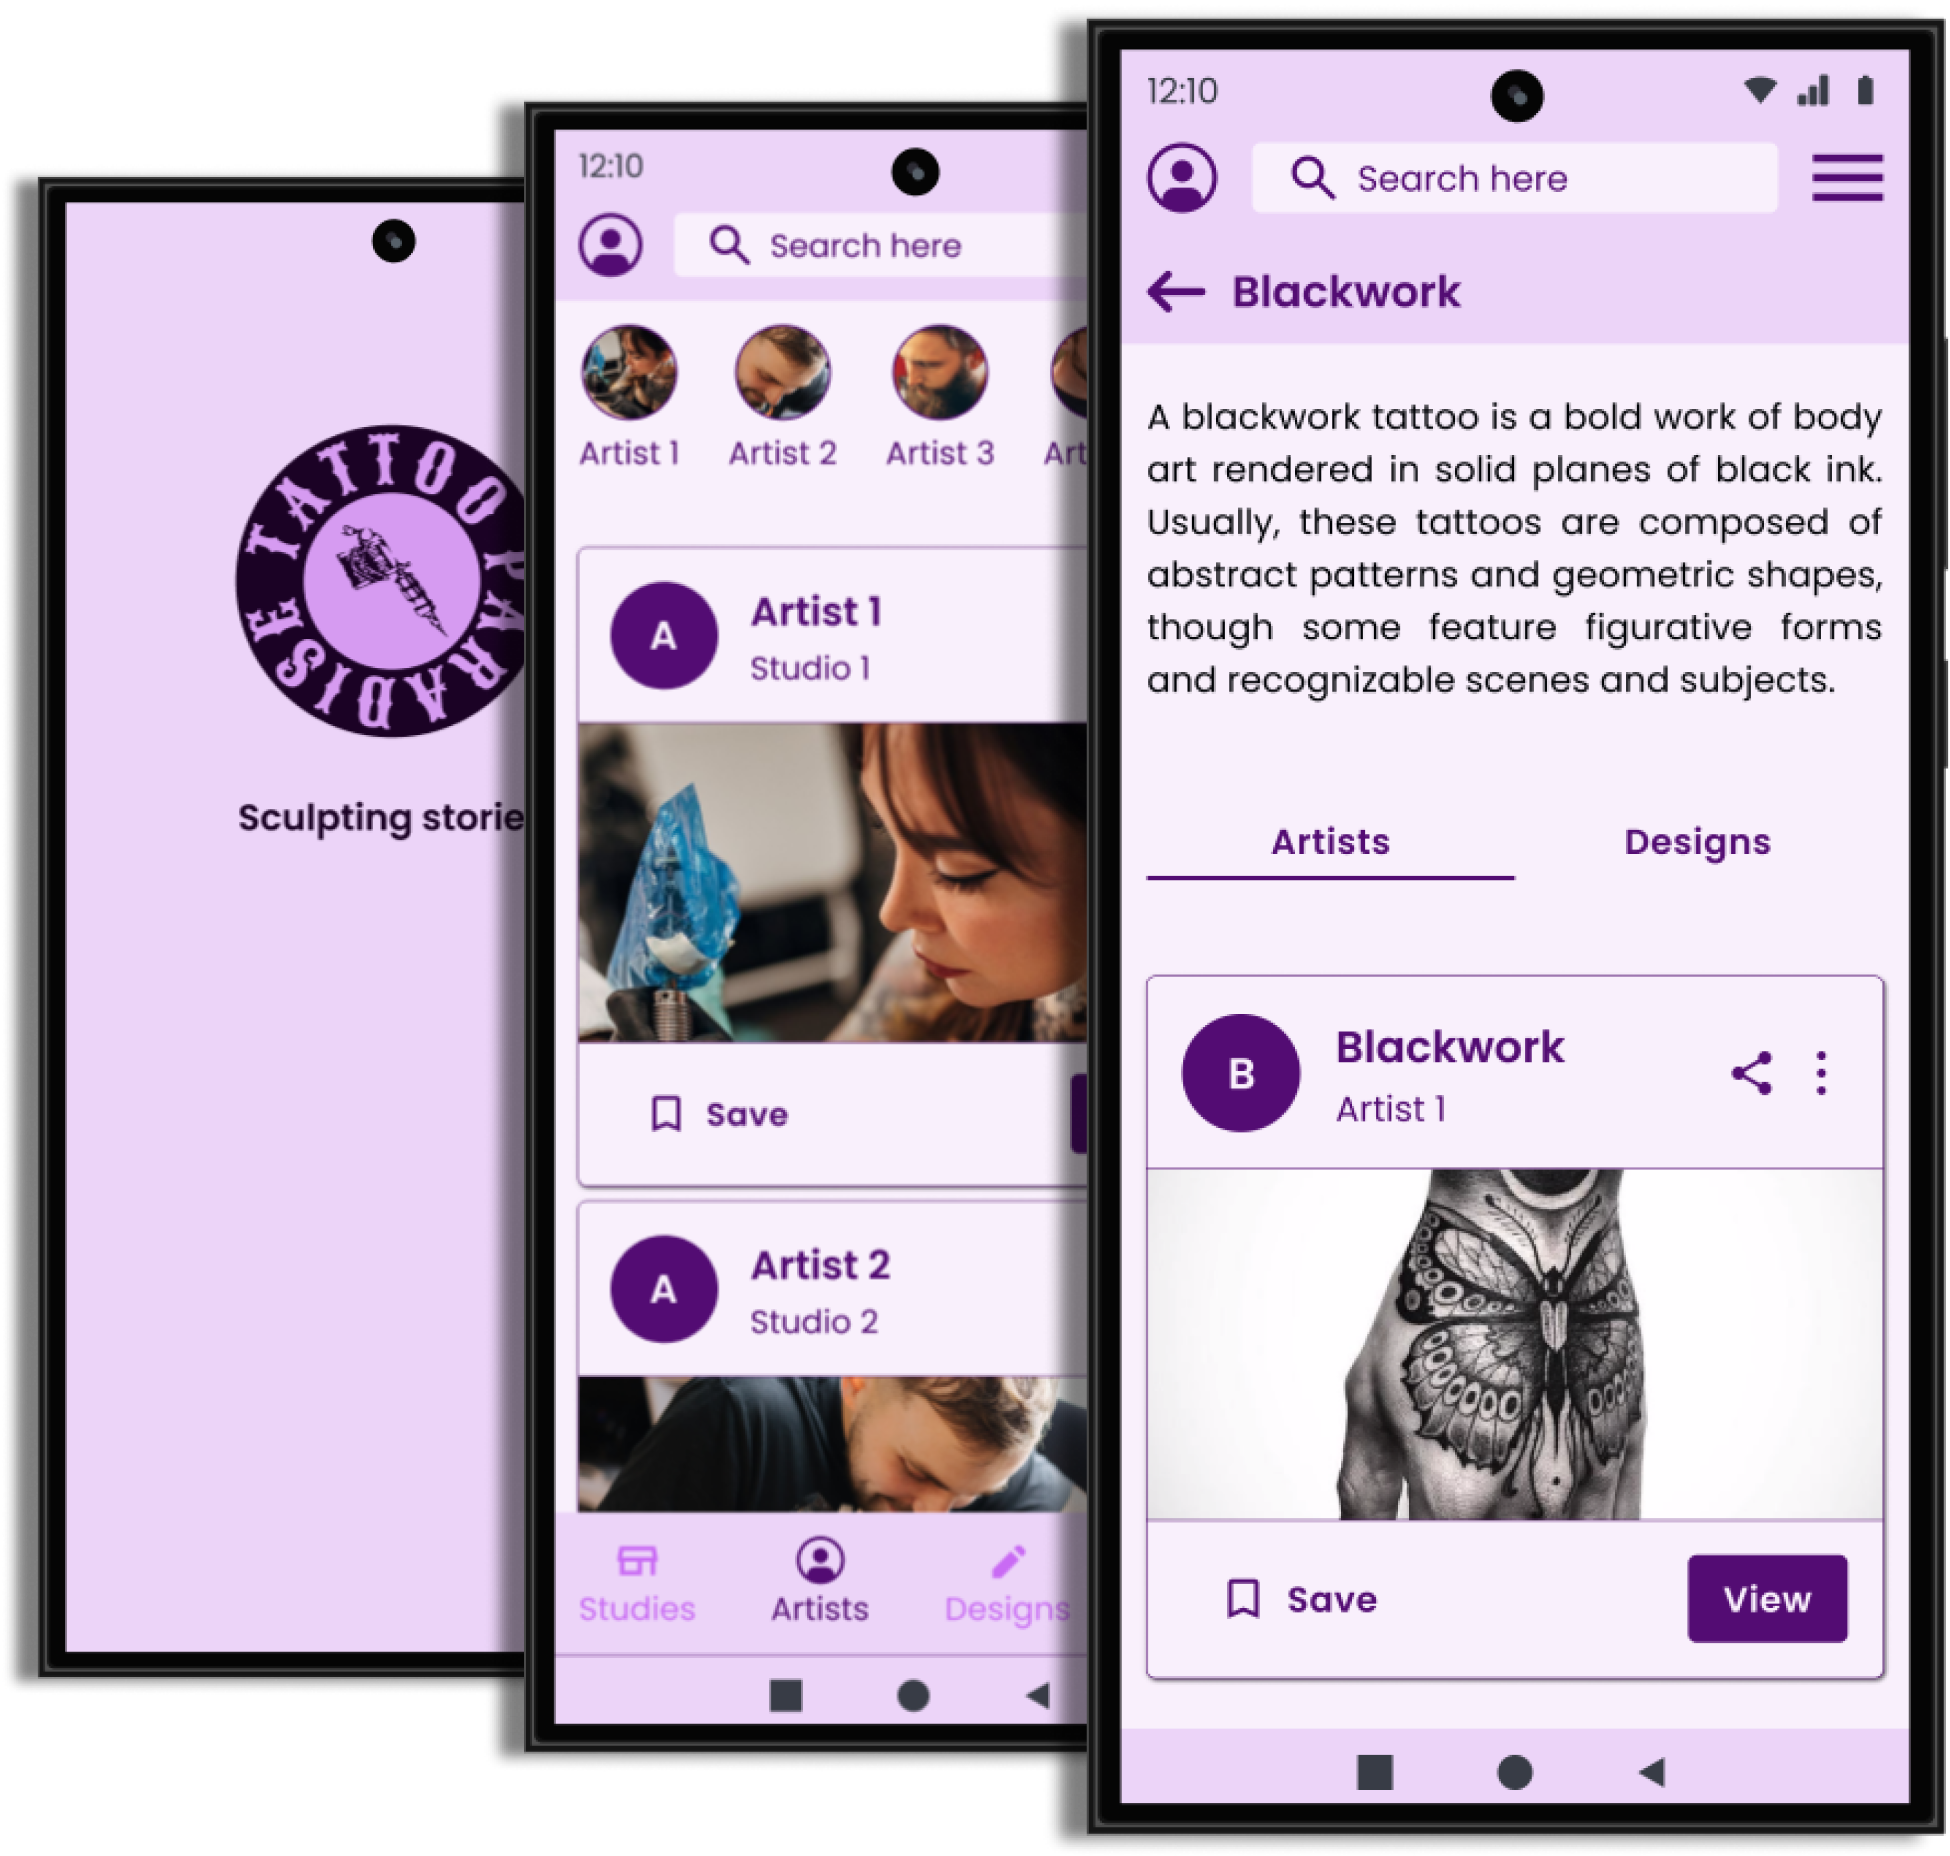 TATTOO PARADISE
Sculpting storie
12:10
Search here
Artist 1
Artist 2
Artist 3
Art
A
Artist 1
Studio 1
Save
A
Artist 2
Studio 2
Studies
Artists
Designs
12:10
Search here
Blackwork
A blackwork tattoo is a bold work of body
art rendered in solid planes of black ink.
Usually, these tattoos are composed of
abstract patterns and geometric shapes,
though some feature figurative forms
and recognizable scenes and subjects.
Artists
Designs
B
Blackwork
Artist 1
Save
View